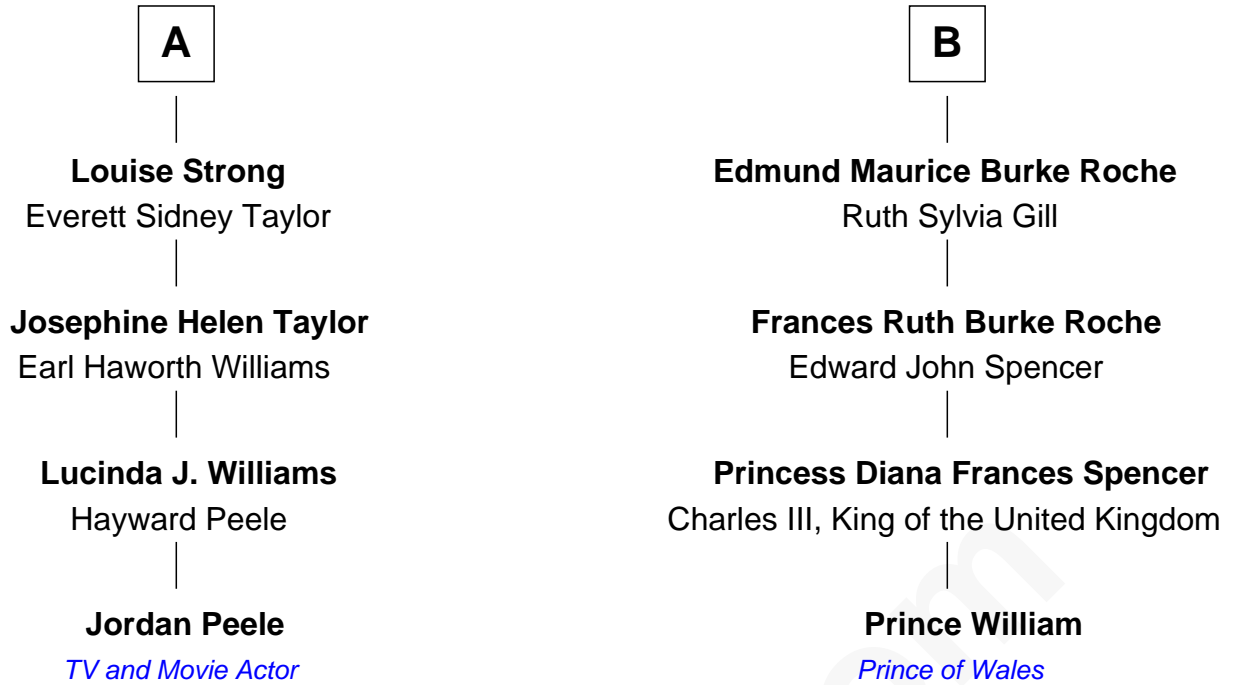 A
B
Louise Strong
Everett Sidney Taylor
Edmund Maurice Burke Roche
Ruth Sylvia Gill
Josephine Helen Taylor
Earl Haworth Williams
Frances Ruth Burke Roche
Edward John Spencer
Lucinda J. Williams
Hayward Peele
Princess Diana Frances Spencer
Charles III, King of the United Kingdom
Jordan Peele
TV and Movie Actor
Prince William
Prince of Wales